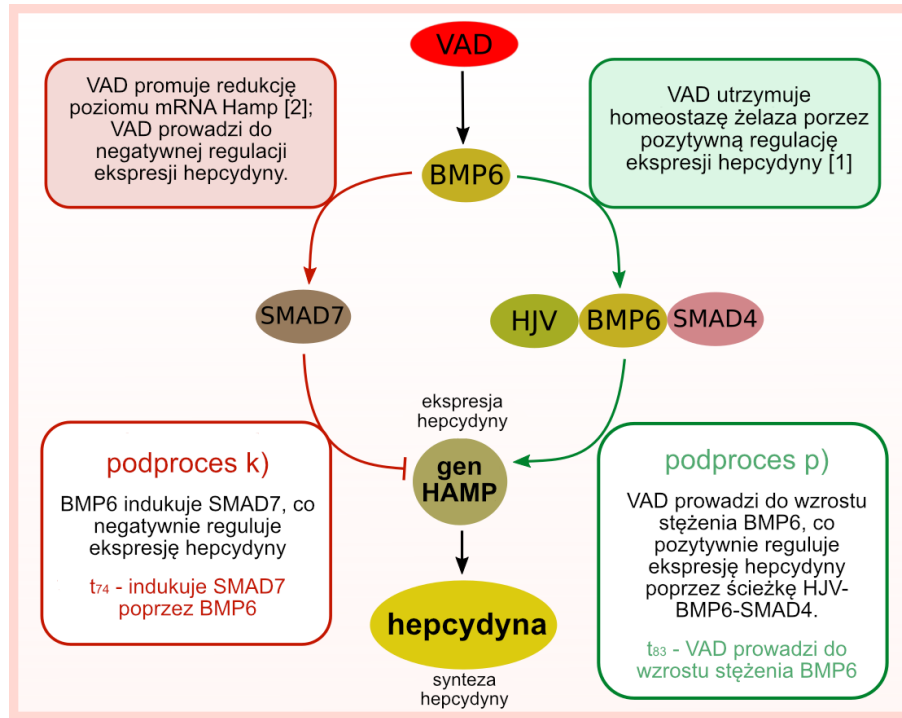 VAD
VAD promuje redukcję
poziomu mRNA Hamp [2];
VAD prowadzi do
negatywnej regulacji
ekspresji hepcydyny.
VAD utrzymuje
homeostazę żelaza porzez
pozytywną regulację
ekspresji hepcydyny [1]
BMP6
SMAD7
HJV
BMP6
SMAD4
ekspresja
hepcydyny
gen
HAMP
podproces k)
BMP6 indukuje SMAD7, co
negatywnie reguluje
ekspresję hepcydyny
t₇₄ - indukuje SMAD7
poprzez BMP6
podproces p)
VAD prowadzi do wzrostu
stężenia BMP6, co
pozytywnie reguluje
ekspresję hepcydyny
poprzez ścieżkę HJV-
BMP6-SMAD4.
t₈₃ - VAD prowadzi do
wzrostu stężenia BMP6
hepcydyna
synteza
hepcydyny